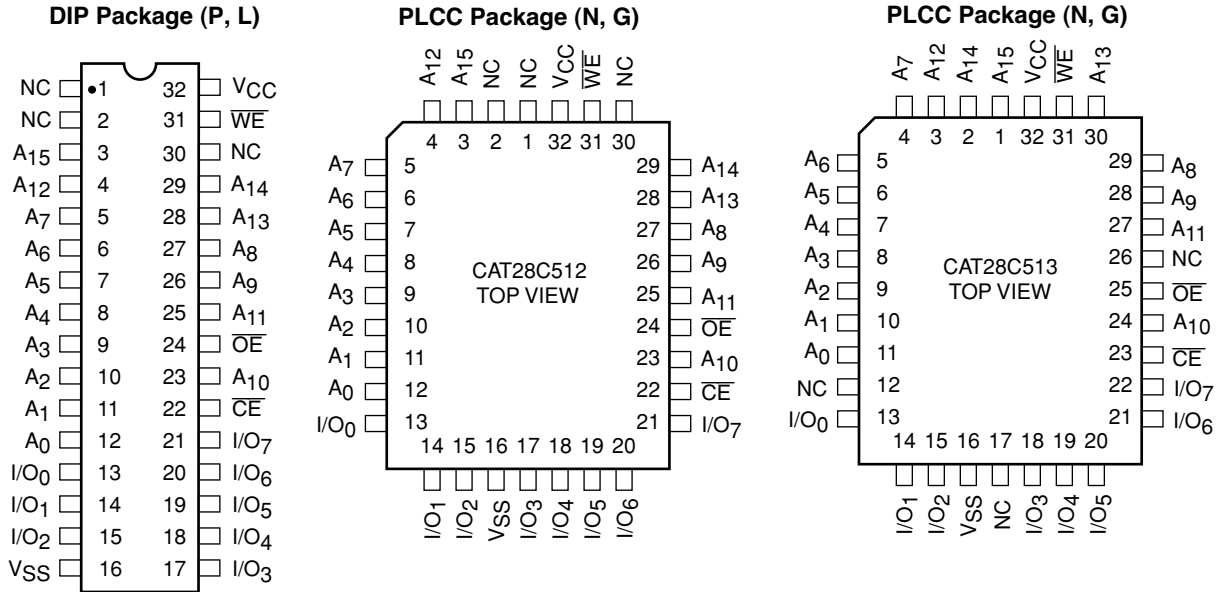 DIP Package (P, L)
NC 1 32 VCC
NC 2 31 W̅E̅
A15 3 30 NC
A12 4 29 A14
A7 5 28 A13
A6 6 27 A8
A5 7 26 A9
A4 8 25 A11
A3 9 24 O̅E̅
A2 10 23 A10
A1 11 22 C̅E̅
A0 12 21 I/O7
I/O0 13 20 I/O6
I/O1 14 19 I/O5
I/O2 15 18 I/O4
VSS 16 17 I/O3
PLCC Package (N, G)
A12 A15 NC NC VCC W̅E̅ NC
4 3 2 1 32 31 30
A7 5 29 A14
A6 6 28 A13
A5 7 27 A8
A4 8 26 A9
A3 9 25 A11
A2 10 24 O̅E̅
A1 11 23 A10
A0 12 22 C̅E̅
I/O0 13 21 I/O7
CAT28C512
TOP VIEW
14 15 16 17 18 19 20
I/O1 I/O2 VSS I/O3 I/O4 I/O5 I/O6
PLCC Package (N, G)
A7 A12 A14 A15 VCC W̅E̅ A13
4 3 2 1 32 31 30
A6 5 29 A8
A5 6 28 A9
A4 7 27 A11
A3 8 26 NC
A2 9 25 O̅E̅
A1 10 24 A10
A0 11 23 C̅E̅
NC 12 22 I/O7
I/O0 13 21 I/O6
CAT28C513
TOP VIEW
14 15 16 17 18 19 20
I/O1 I/O2 VSS NC I/O3 I/O4 I/O5